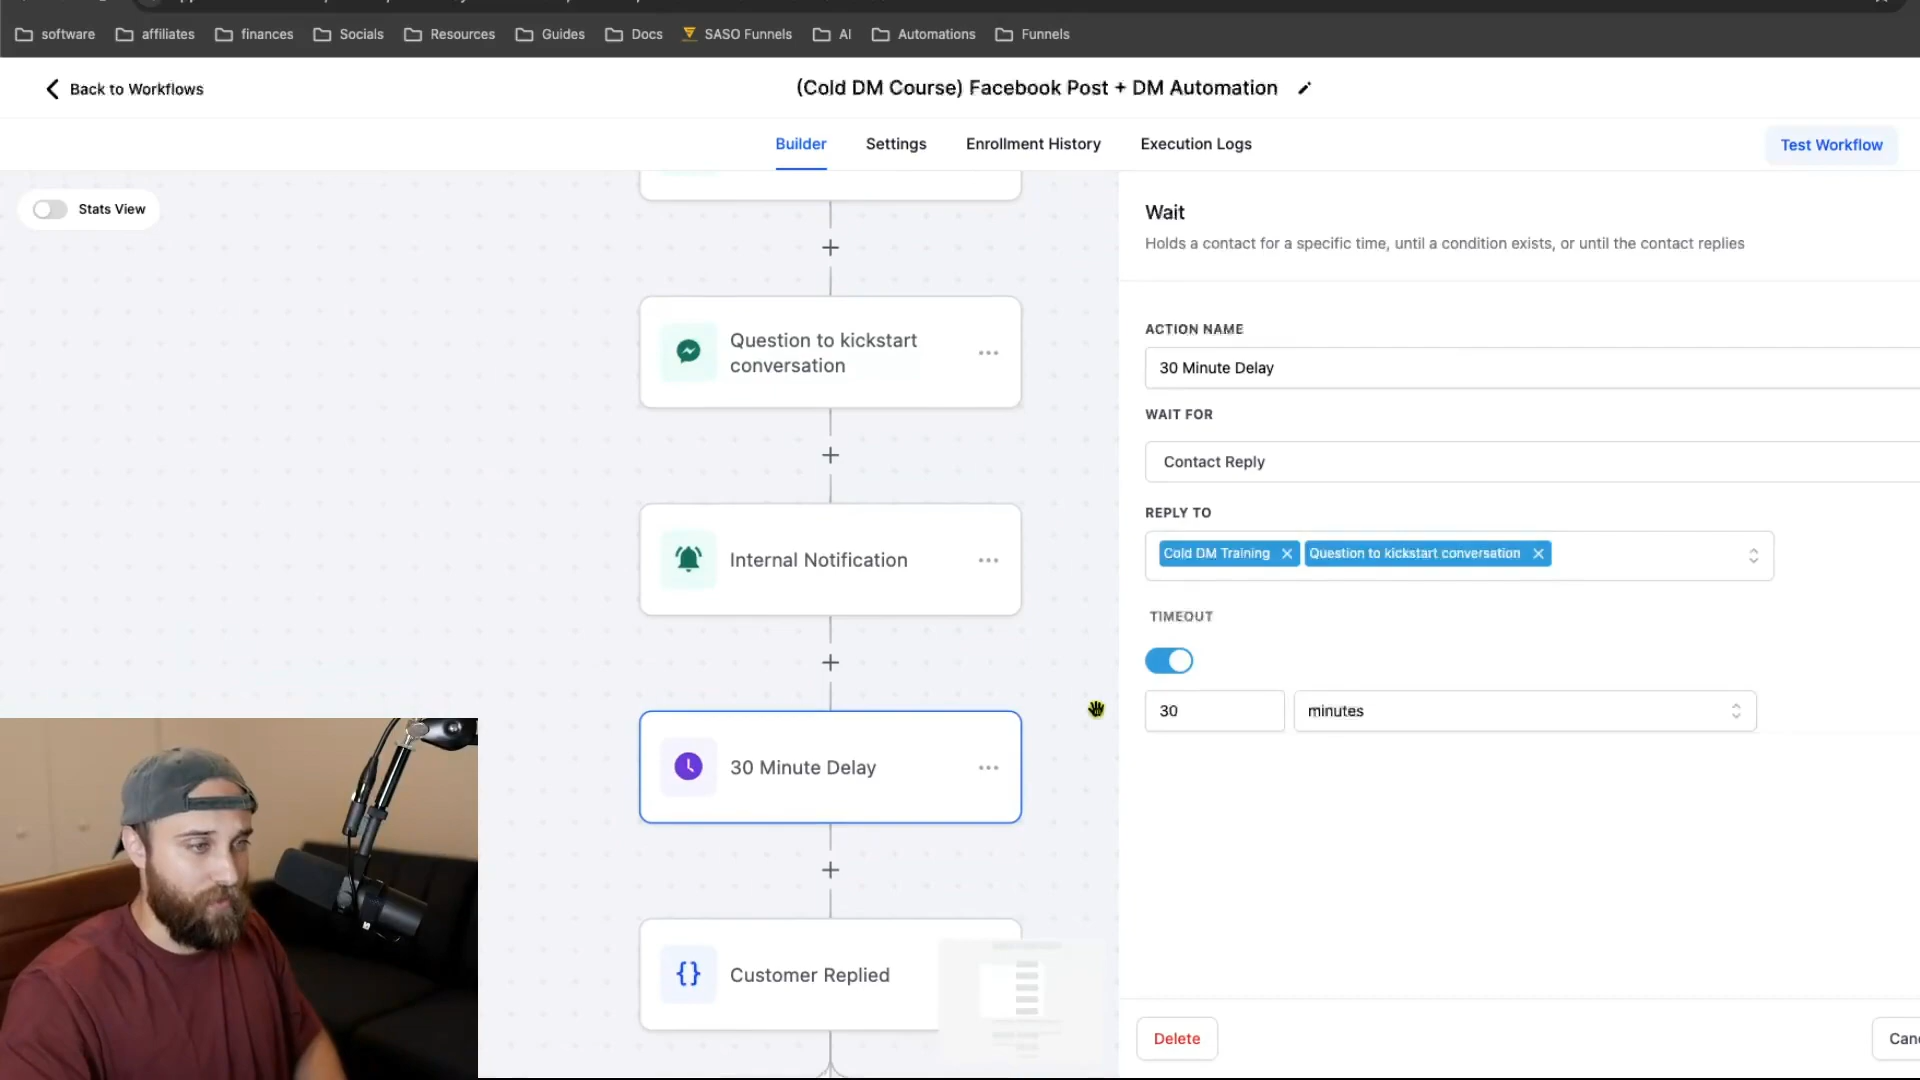 software affiliates finances Socials Resources Guides Docs SASO Funnels AI Automations Funnels
Back to Workflows
(Cold DM Course) Facebook Post + DM Automation
Builder Settings Enrollment History Execution Logs
Test Workflow
Stats View
Question to kickstart
conversation
Internal Notification
30 Minute Delay
Customer Replied
Wait
Holds a contact for a specific time, until a condition exists, or until the contact replies
ACTION NAME
30 Minute Delay
WAIT FOR
Contact Reply
REPLY TO
Cold DM Training Question to kickstart conversation
TIMEOUT
30 minutes
Delete
Canc